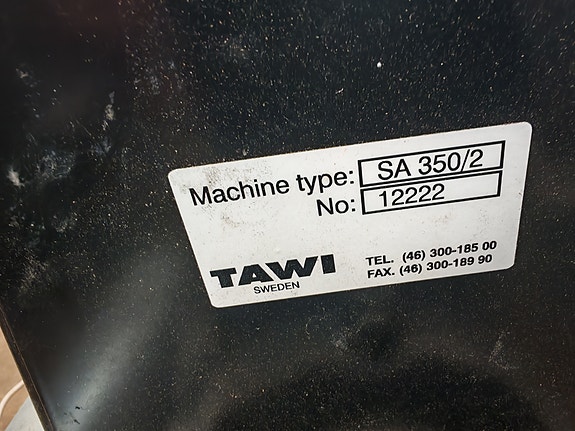 Machine type: SA 350/2
No: 12222
TAWI
SWEDEN
TEL. (46) 300-185 00
FAX. (46) 300-189 90